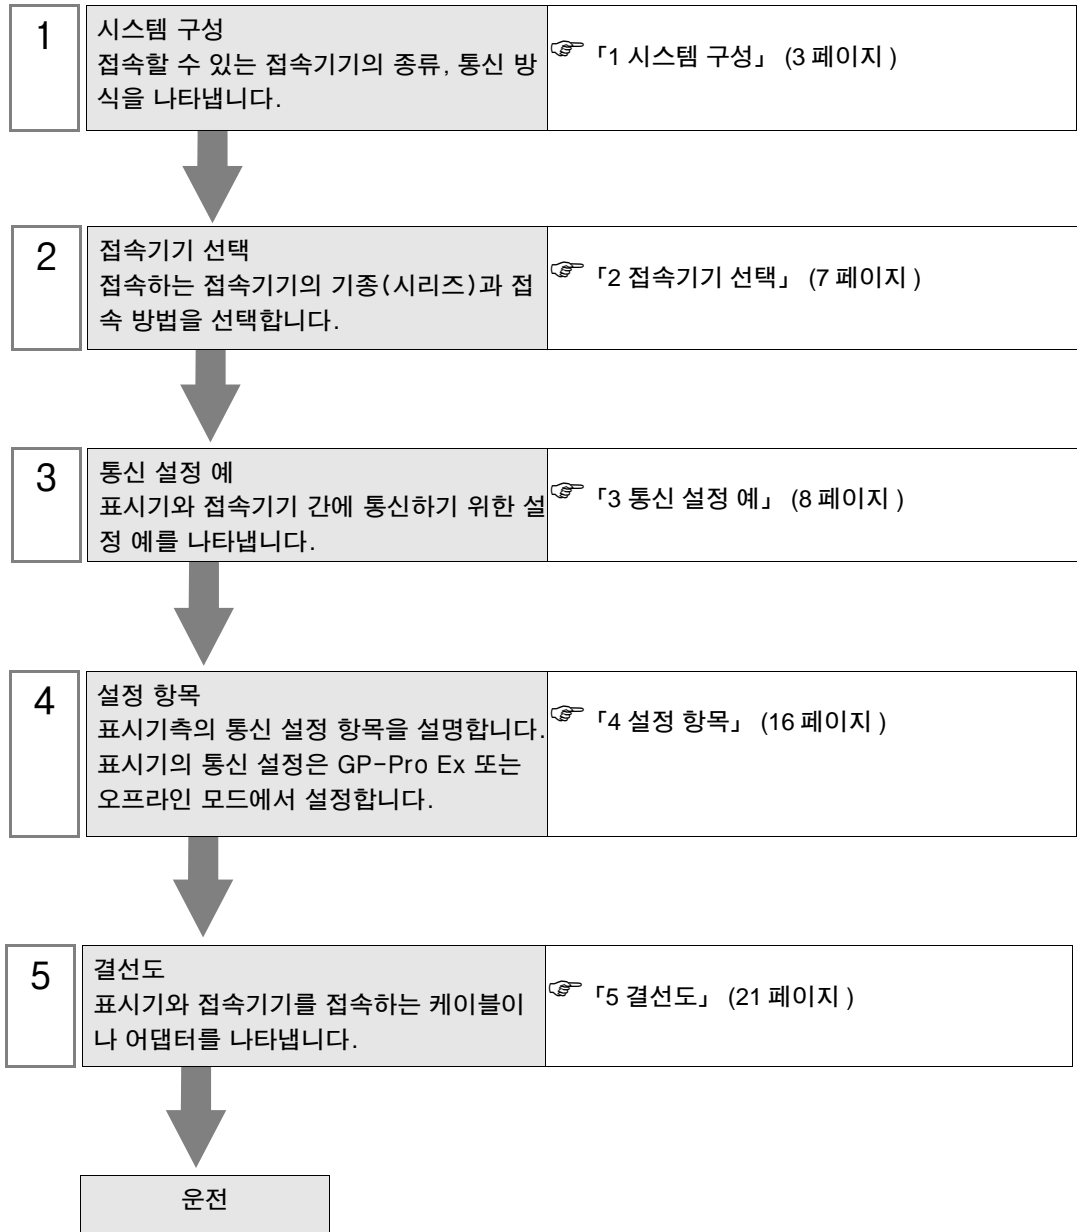 1
시스템 구성
접속할 수 있는 접속기기의 종류, 통신 방
식을 나타냅니다.
☞ 「1 시스템 구성」 (3 페이지 )
2
접속기기 선택
접속하는 접속기기의 기종(시리즈)과 접
속 방법을 선택합니다.
☞ 「2 접속기기 선택」 (7 페이지 )
3
통신 설정 예
표시기와 접속기기 간에 통신하기 위한 설
정 예를 나타냅니다.
☞ 「3 통신 설정 예」 (8 페이지 )
4
설정 항목
표시기측의 통신 설정 항목을 설명합니다.
표시기의 통신 설정은 GP-Pro Ex 또는
오프라인 모드에서 설정합니다.
☞ 「4 설정 항목」 (16 페이지 )
5
결선도
표시기와 접속기기를 접속하는 케이블이
나 어댑터를 나타냅니다.
☞ 「5 결선도」 (21 페이지 )
운전